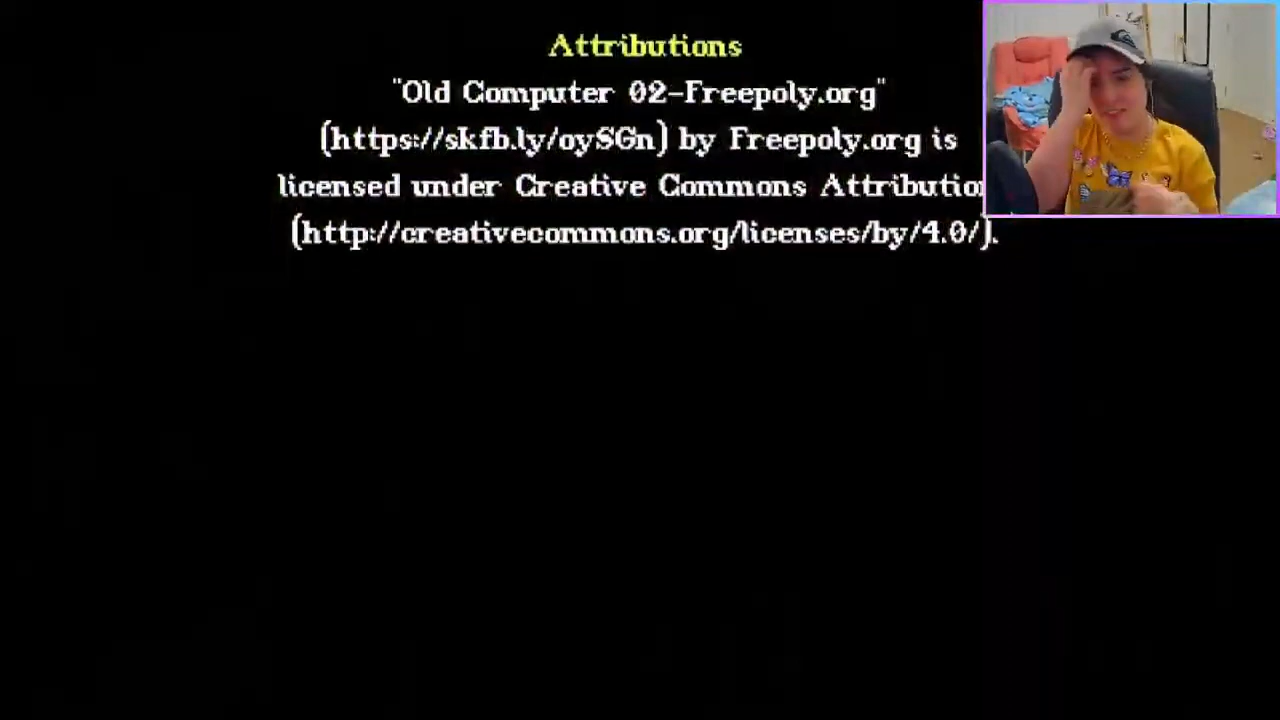 Attributions
"Old Computer 02-Freepoly.org"
(https://skfb.ly/oySGn) by Freepoly.org is
licensed under Creative Commons
(http://creativecommons.org/licenses/by/4.0/).